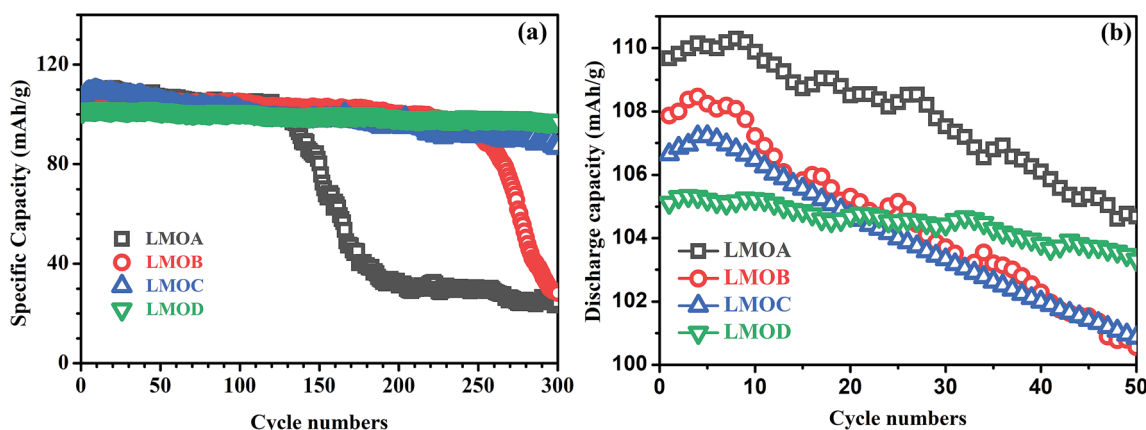 (a)
Specific Capacity (mAh/g)
120
80
40
0
LMOA
LMOB
LMOC
LMOD
0 50 100 150 200 250 300
Cycle numbers
(b)
Discharge capacity (mAh/g)
110
108
106
104
102
100
LMOA
LMOB
LMOC
LMOD
0 10 20 30 40 50
Cycle numbers